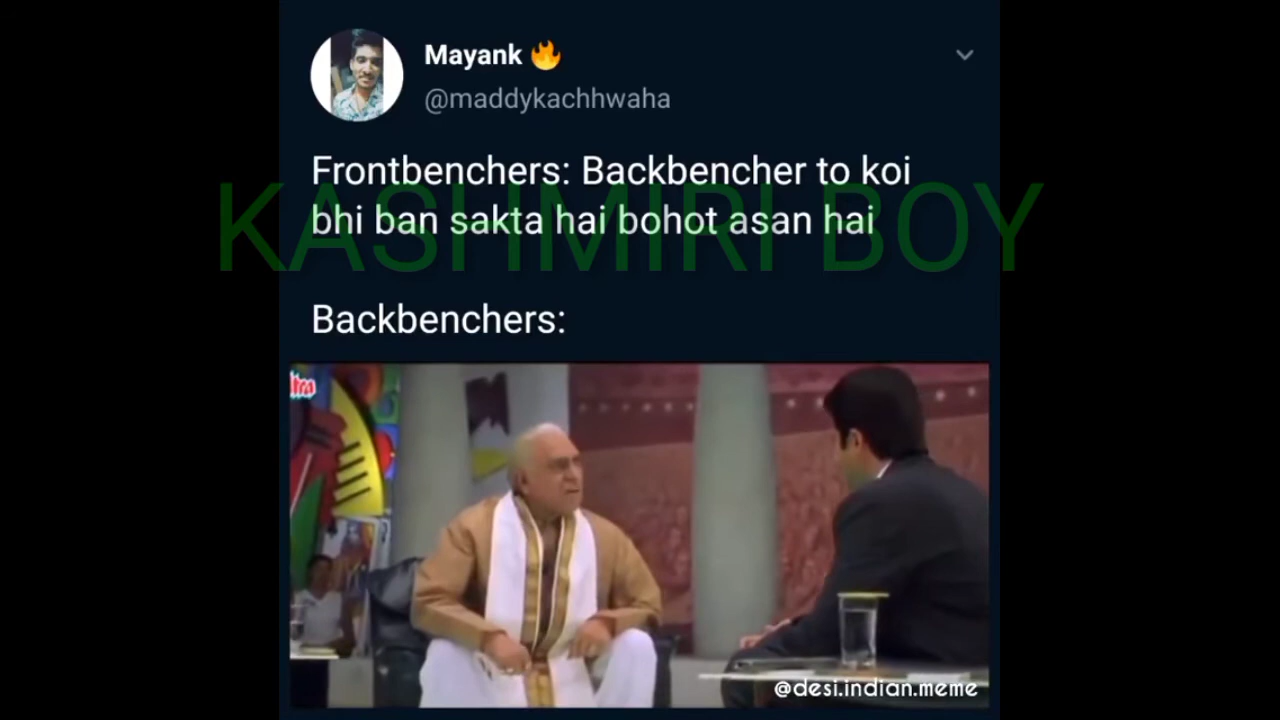 Mayank 🔥
@maddykachhwaha
Frontbenchers: Backbencher to koi
bhi ban sakta hai bohot asan hai
KASHMIRI BOY
Backbenchers:
ltra
@desi.indian.meme